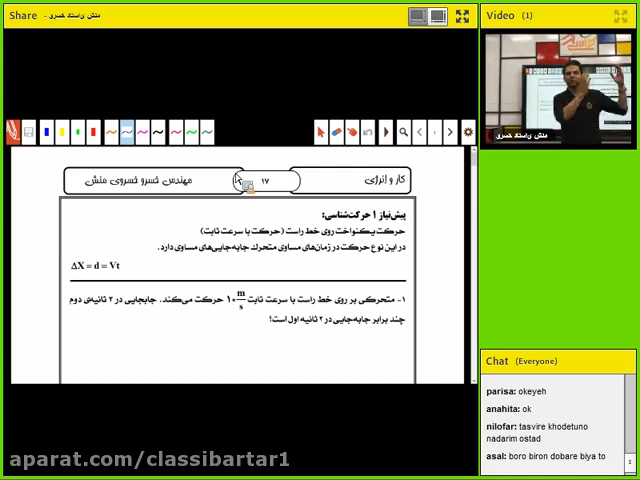 Share - منش ی‌استاد خسرو
Video (1)
منش ی‌استاد خسرو
مهندس خسرو خسروی منش
۱۷
کار و انرژی
پیش‌نیاز ۱ حرکت‌شناسی:
حرکت یکنواخت روی خط راست (حرکت با سرعت ثابت)
در این نوع حرکت در زمان‌های مساوی متحرک جابه‌جایی‌های مساوی دارد.
ΔX = d = Vt
۱- متحرکی بر روی خط راست با سرعت ثابت ۱۰ m/s حرکت می‌کند. جابجایی در ۲ ثانیه‌ی دوم
چند برابر جابه‌جایی در ۲ ثانیه اول است؟
Chat (Everyone)
parisa: okeyeh
anahita: ok
nilofar: tasvire khodetuno
nadarim ostad
asal: boro biron dobare biya to
aparat.com/classibartar1